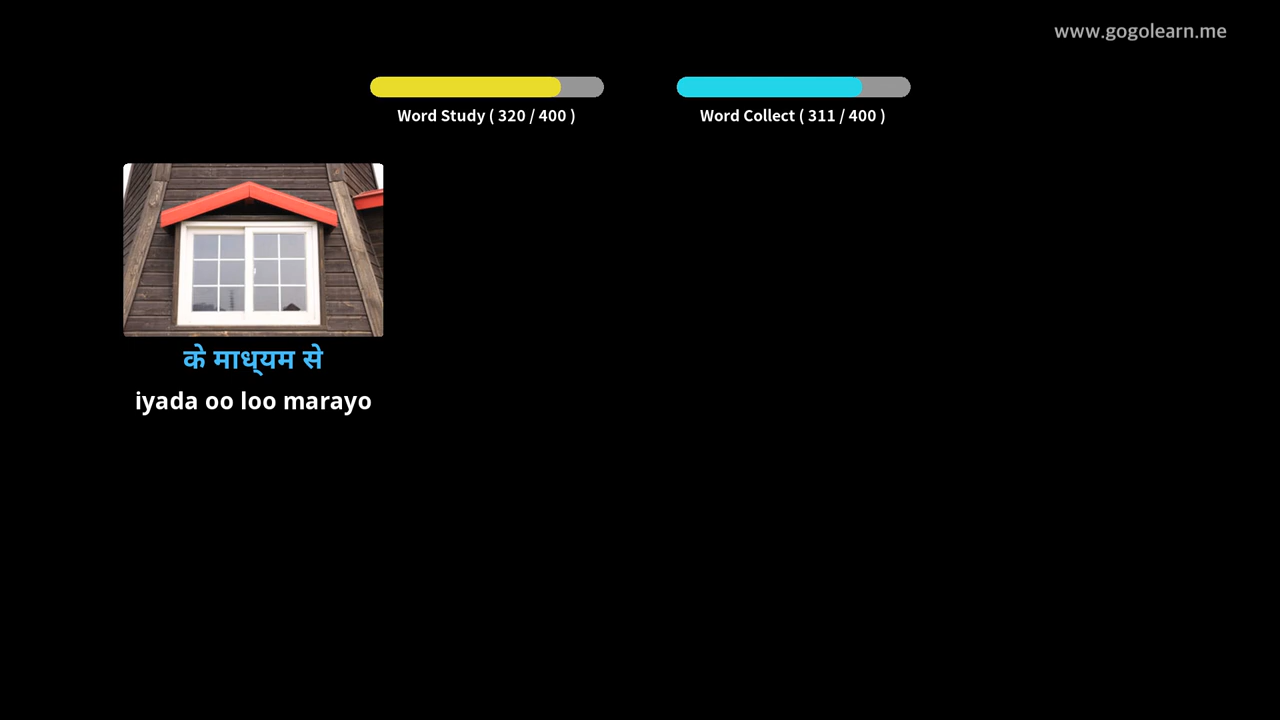 www.gogolearn.me
Word Study ( 320 / 400 )
Word Collect ( 311 / 400 )
के माध्यम से
iyada oo loo marayo